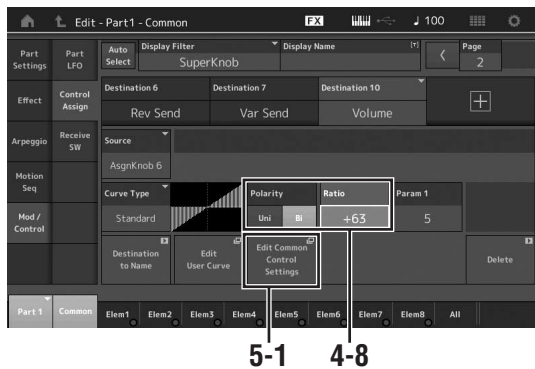 Edit - Part1 - Common
FX
100
Part Settings
Part LFO
Auto Select
Display Filter
SuperKnob
Display Name
[T]
Page
2
Effect
Control Assign
Destination 6
Rev Send
Destination 7
Var Send
Destination 10
Volume
Arpeggio
Receive SW
Source
AsgnKnob 6
Motion Seq
Curve Type
Standard
Polarity
Uni
Bi
Ratio
+63
Param 1
5
Mod / Control
Destination to Name
Edit User Curve
Edit Common Control Settings
Delete
Part 1
Common
Elem1
Elem2
Elem3
Elem4
Elem5
Elem6
Elem7
Elem8
All
5-1
4-8